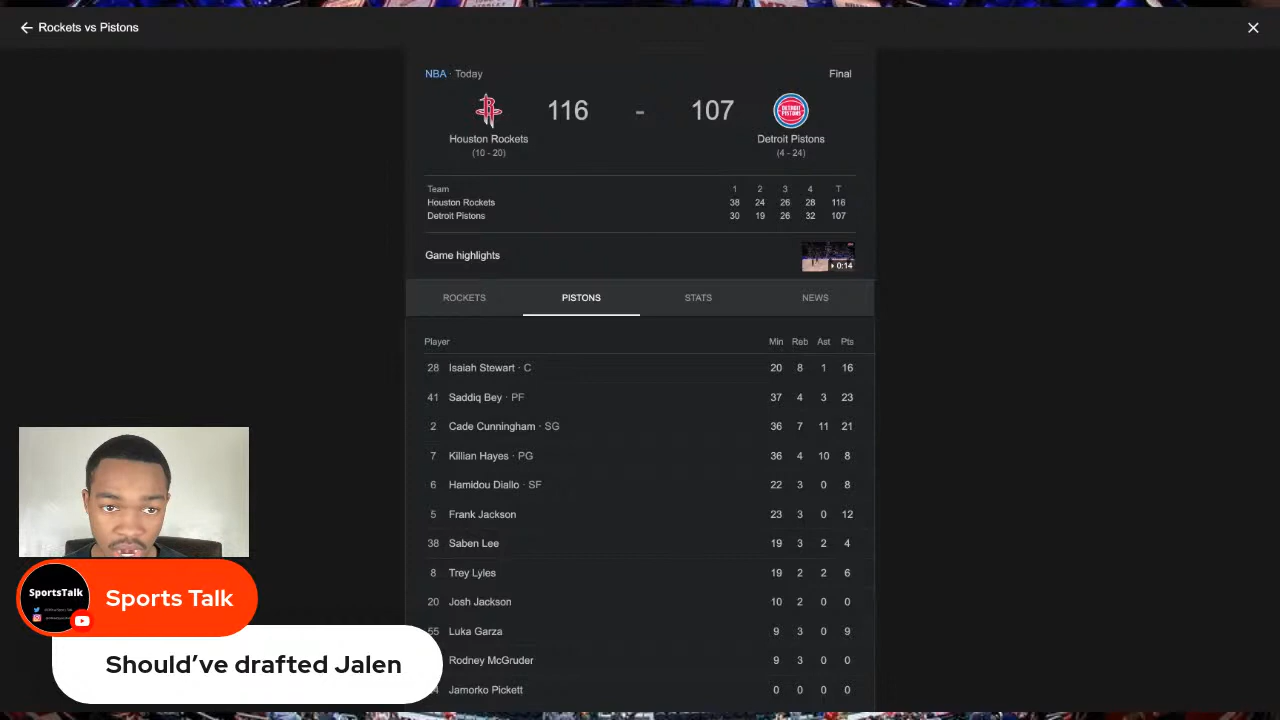 Rockets vs Pistons
NBA · Today
Final
116 - 107
Houston Rockets
Detroit Pistons
(10 - 20)
(4 - 24)
Team 1 2 3 4 T
Houston Rockets 38 24 26 28 116
Detroit Pistons 30 19 26 32 107
Game highlights
0:14
ROCKETS PISTONS STATS NEWS
Player Min Reb Ast Pts
28 Isaiah Stewart · C 20 8 1 16
41 Saddiq Bey · PF 37 4 3 23
2 Cade Cunningham · SG 36 7 11 21
7 Killian Hayes · PG 36 4 10 8
6 Hamidou Diallo · SF 22 3 0 8
5 Frank Jackson 23 3 0 12
38 Saben Lee 19 3 2 4
8 Trey Lyles 19 2 2 6
20 Josh Jackson 10 2 0 0
55 Luka Garza 9 3 0 9
Rodney McGruder 9 3 0 0
Jamorko Pickett 0 0 0 0
SportsTalk
Sports Talk
Should’ve drafted Jalen